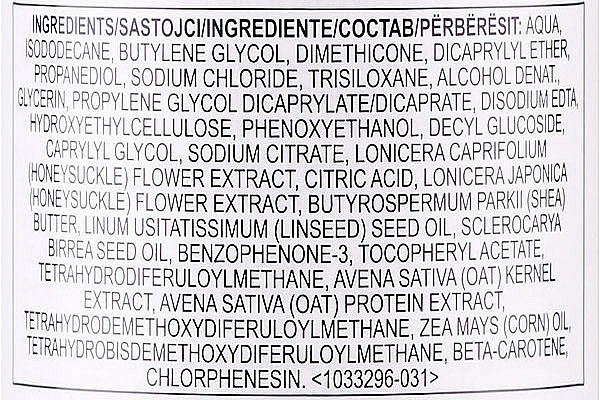 INGREDIENTS/SASTOJCI/INGREDIENTE/COCTAB/PËRBËRËSIT: AQUA,
ISODODECANE, BUTYLENE GLYCOL, DIMETHICONE, DICAPRYLYL ETHER,
PROPANEDIOL, SODIUM CHLORIDE, TRISILOXANE, ALCOHOL DENAT.,
GLYCERIN, PROPYLENE GLYCOL DICAPRYLATE/DICAPRATE, DISODIUM EDTA,
HYDROXYETHYLCELLULOSE, PHENOXYETHANOL, DECYL GLUCOSIDE,
CAPRYLYL GLYCOL, SODIUM CITRATE, LONICERA CAPRIFOLIUM
(HONEYSUCKLE) FLOWER EXTRACT, CITRIC ACID, LONICERA JAPONICA
(HONEYSUCKLE) FLOWER EXTRACT, BUTYROSPERMUM PARKII (SHEA)
BUTTER, LINUM USITATISSIMUM (LINSEED) SEED OIL, SCLEROCARYA
BIRREA SEED OIL, BENZOPHENONE-3, TOCOPHERYL ACETATE,
TETRAHYDRODIFERULOYLMETHANE, AVENA SATIVA (OAT) KERNEL
EXTRACT, AVENA SATIVA (OAT) PROTEIN EXTRACT,
TETRAHYDRODEMETHOXYDIFERULOYLMETHANE, ZEA MAYS (CORN) OIL,
TETRAHYDROBISDEMETHOXYDIFERULOYLMETHANE, BETA-CAROTENE,
CHLORPHENESIN. <1033296-031>